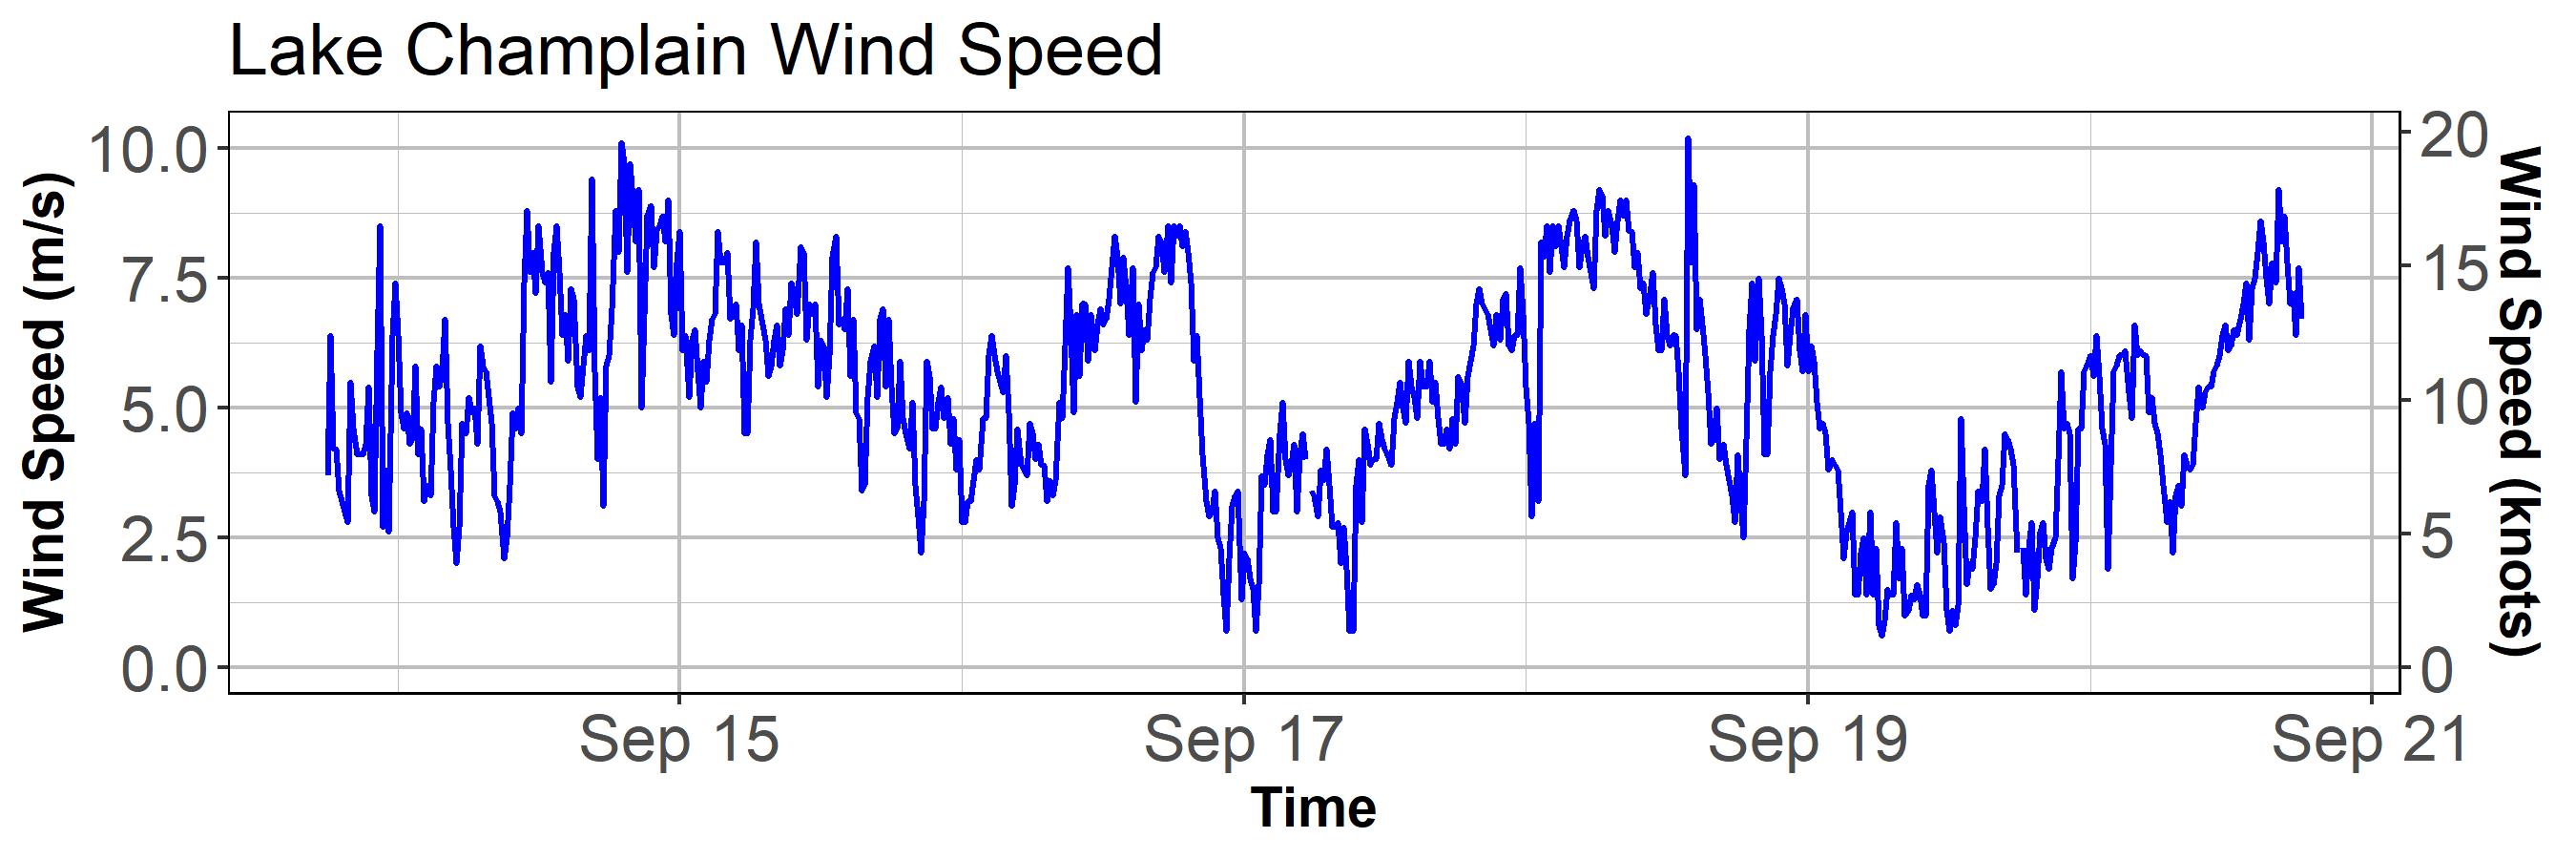 Lake Champlain Wind Speed
Wind Speed (m/s)
10.0
7.5
5.0
2.5
0.0
20
15
10
5
0
Wind Speed (knots)
Sep 15
Sep 17
Sep 19
Sep 21
Time